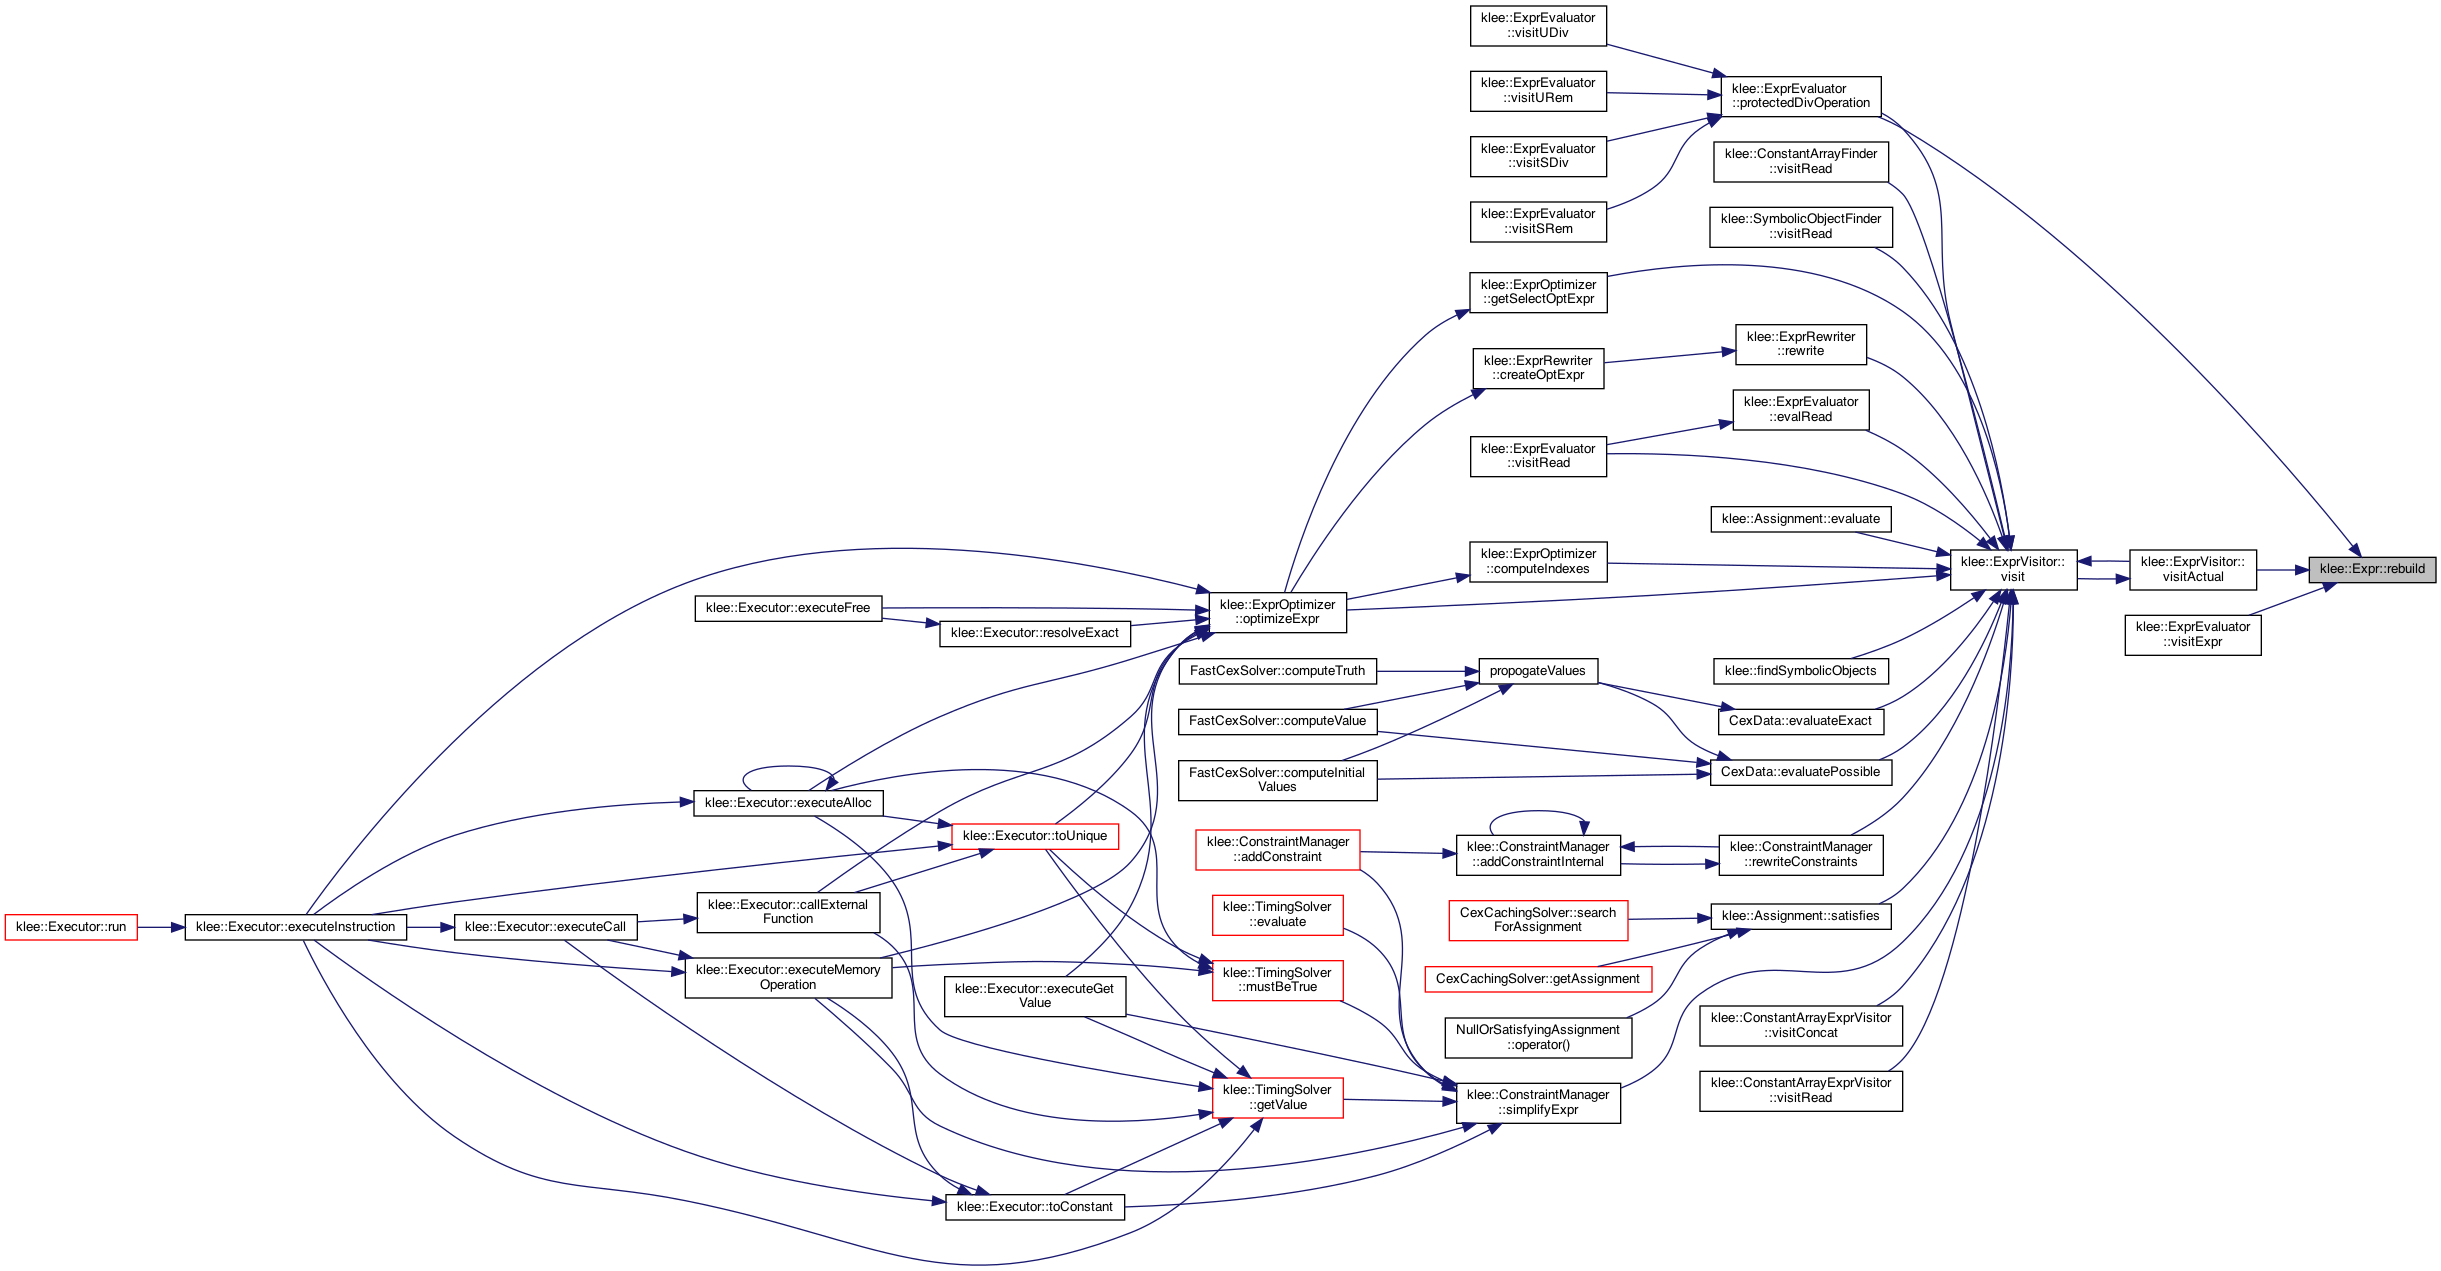 klee::ExprEvaluator
::visitUDiv
klee::ExprEvaluator
::visitURem
klee::ExprEvaluator
::visitSDiv
klee::ExprEvaluator
::visitSRem
klee::ExprEvaluator
::protectedDivOperation
klee::ConstantArrayFinder
::visitRead
klee::SymbolicObjectFinder
::visitRead
klee::ExprOptimizer
::getSelectOptExpr
klee::ExprRewriter
::rewrite
klee::ExprRewriter
::createOptExpr
klee::ExprEvaluator
::evalRead
klee::ExprEvaluator
::visitRead
klee::Assignment::evaluate
klee::ExprOptimizer
::computeIndexes
klee::ExprVisitor::
visit
klee::ExprVisitor::
visitActual
klee::Expr::rebuild
klee::ExprEvaluator
::visitExpr
klee::ExprOptimizer
::optimizeExpr
klee::Executor::executeFree
klee::Executor::resolveExact
klee::findSymbolicObjects
FastCexSolver::computeTruth
propogateValues
FastCexSolver::computeValue
CexData::evaluateExact
FastCexSolver::computeInitial
Values
CexData::evaluatePossible
klee::Executor::executeAlloc
klee::Executor::toUnique
klee::ConstraintManager
::addConstraint
klee::ConstraintManager
::addConstraintInternal
klee::ConstraintManager
::rewriteConstraints
klee::Executor::run
klee::Executor::executeInstruction
klee::Executor::executeCall
klee::Executor::callExternal
Function
klee::TimingSolver
::evaluate
CexCachingSolver::search
ForAssignment
klee::Assignment::satisfies
klee::Executor::executeMemory
Operation
klee::Executor::executeGet
Value
klee::TimingSolver
::mustBeTrue
CexCachingSolver::getAssignment
NullOrSatisfyingAssignment
::operator()
klee::ConstantArrayExprVisitor
::visitConcat
klee::ConstantArrayExprVisitor
::visitRead
klee::TimingSolver
::getValue
klee::ConstraintManager
::simplifyExpr
klee::Executor::toConstant